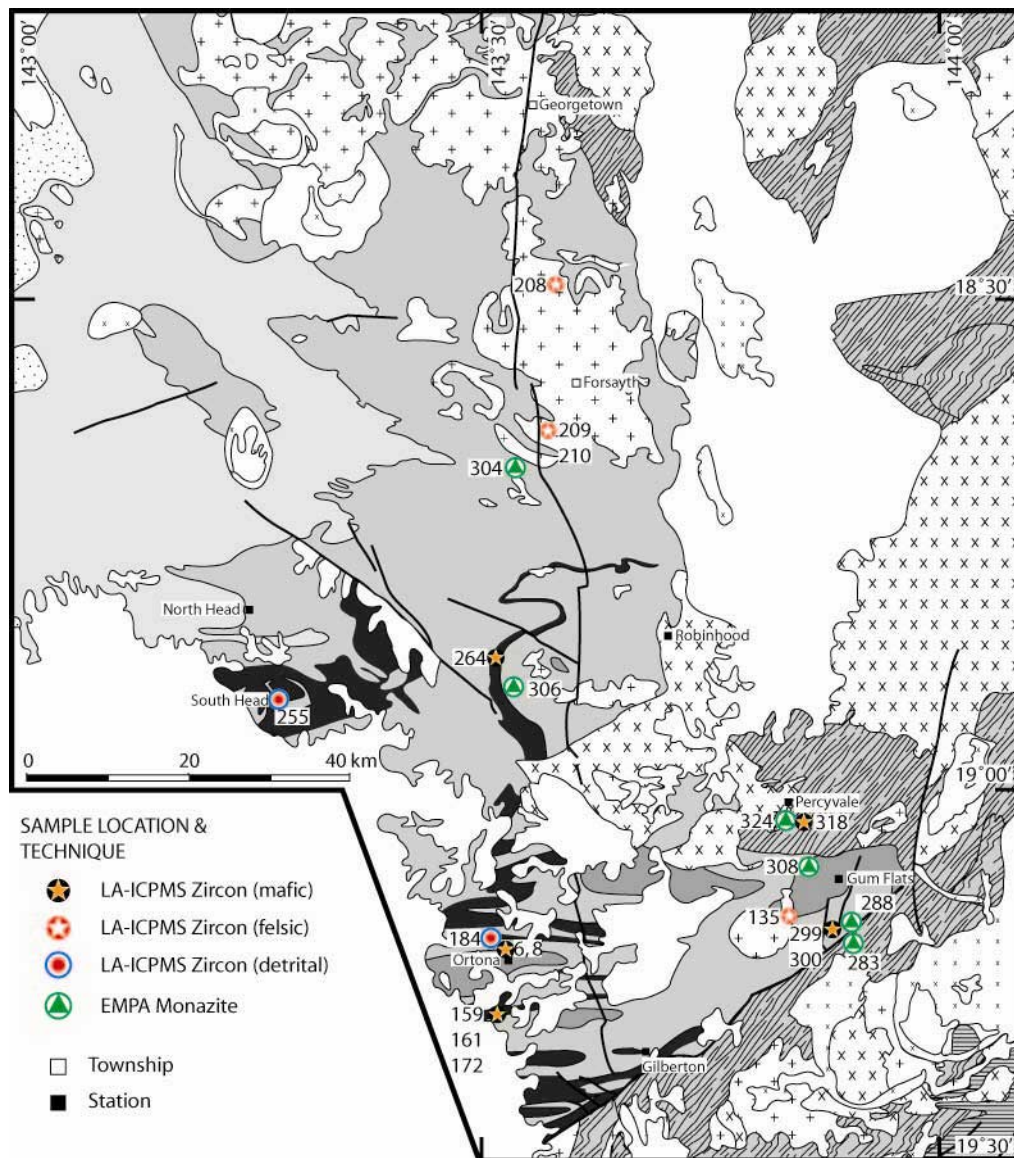 143°00'
143°30'
144°00'
Georgetown
208
18°30'
Forsayth
209
210
304
North Head
Robinhood
264
306
South Head
255
0 20 40 km
19°00'
Percyvale
324
318
SAMPLE LOCATION &
TECHNIQUE
LA-ICPMS Zircon (mafic)
LA-ICPMS Zircon (felsic)
LA-ICPMS Zircon (detrital)
EMPA Monazite
Township
Station
308
Gum Flats
288
135
299
300
283
184
6, 8
Ortona
159
161
172
Gilberton
19°30'